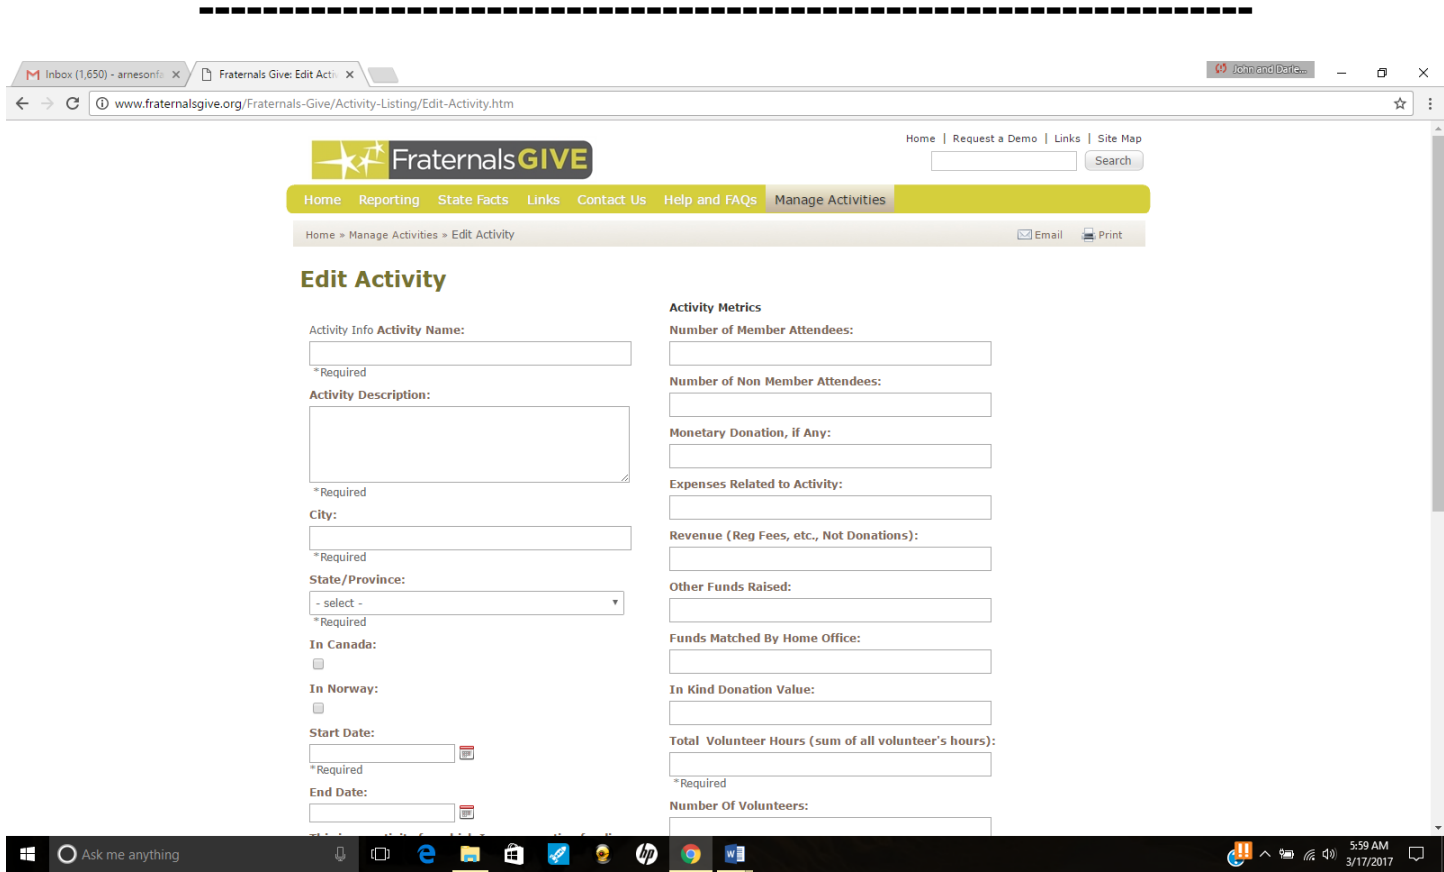 Inbox (1,650) - arnesonfa
Fraternals Give: Edit Activ
John and Darle...
www.fraternalsgive.org/Fraternals-Give/Activity-Listing/Edit-Activity.htm
Home | Request a Demo | Links | Site Map
FraternalsGIVE
Search
Home Reporting State Facts Links Contact Us Help and FAQs Manage Activities
Home » Manage Activities » Edit Activity
Email Print
Edit Activity
Activity Info Activity Name:
*Required
Activity Description:
*Required
City:
*Required
State/Province:
- select -
*Required
In Canada:
In Norway:
Start Date:
*Required
End Date:
Activity Metrics
Number of Member Attendees:
Number of Non Member Attendees:
Monetary Donation, if Any:
Expenses Related to Activity:
Revenue (Reg Fees, etc., Not Donations):
Other Funds Raised:
Funds Matched By Home Office:
In Kind Donation Value:
Total Volunteer Hours (sum of all volunteer's hours):
*Required
Number Of Volunteers:
Ask me anything
5:59 AM
3/17/2017